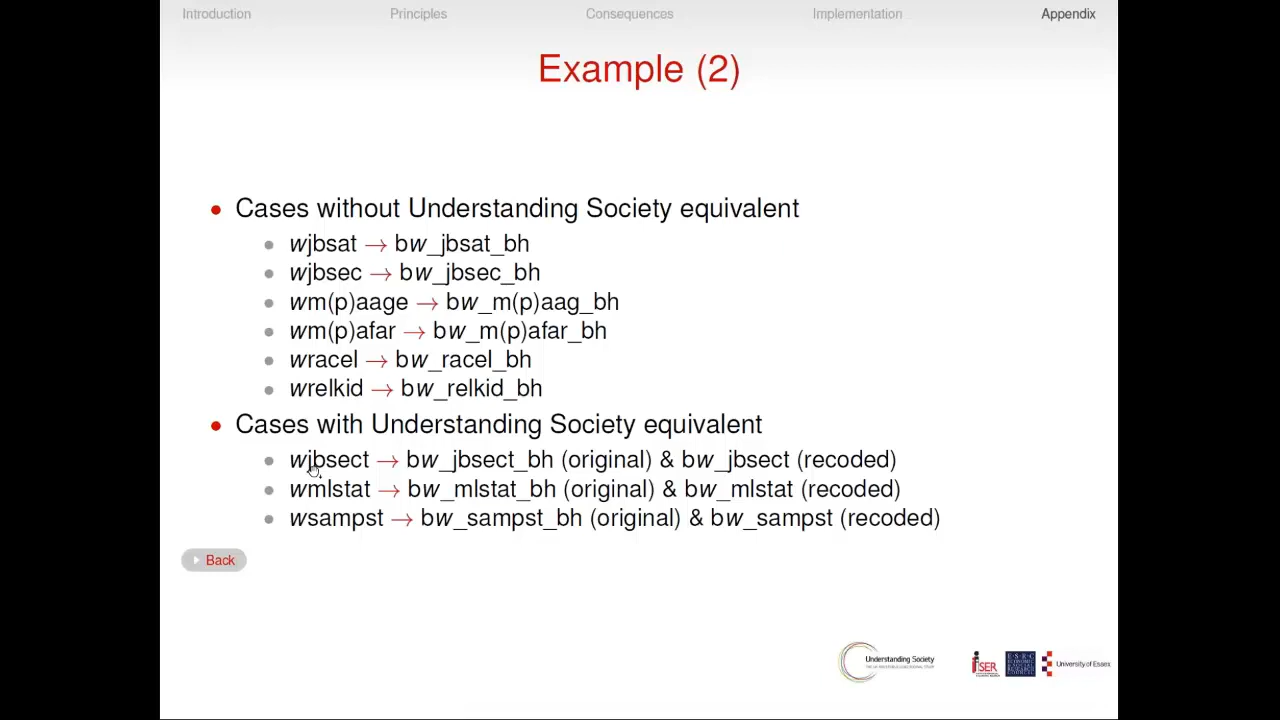 Introduction Principles Consequences Implementation Appendix
Example (2)
Cases without Understanding Society equivalent
wjbsat → bw_jbsat_bh
wjbsec → bw_jbsec_bh
wm(p)aage → bw_m(p)aag_bh
wm(p)afar → bw_m(p)afar_bh
wracel → bw_racel_bh
wrelkid → bw_relkid_bh
Cases with Understanding Society equivalent
wjbsect → bw_jbsect_bh (original) & bw_jbsect (recoded)
wmlstat → bw_mlstat_bh (original) & bw_mlstat (recoded)
wsampst → bw_sampst_bh (original) & bw_sampst (recoded)
Back
Understanding Society
iSER
E·S·R·C
ECONOMIC
& SOCIAL
RESEARCH
COUNCIL
University of Essex